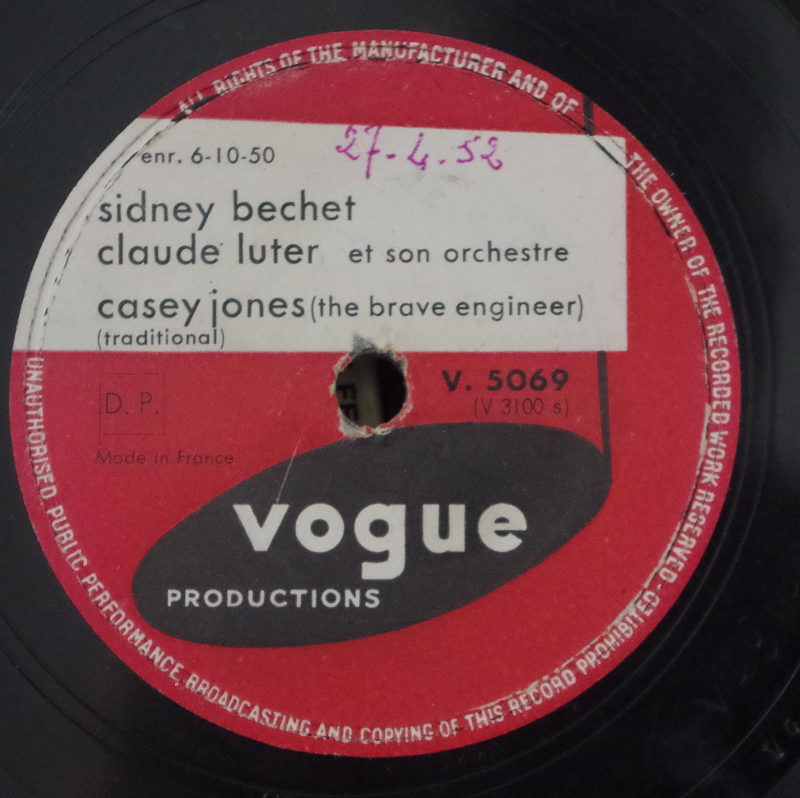 ALL RIGHTS OF THE MANUFACTURER AND OF THE OWNER OF THE RECORDED WORK RESERVED - UNAUTHORISED PUBLIC PERFORMANCE, BROADCASTING AND COPYING OF THIS RECORD PROHIBITED -
enr. 6-10-50 27-4-52
sidney bechet
claude luter et son orchestre
casey jones (the brave engineer)
(traditional)
D. P.
V. 5069
(V 3100 s)
Made in France
vogue
PRODUCTIONS